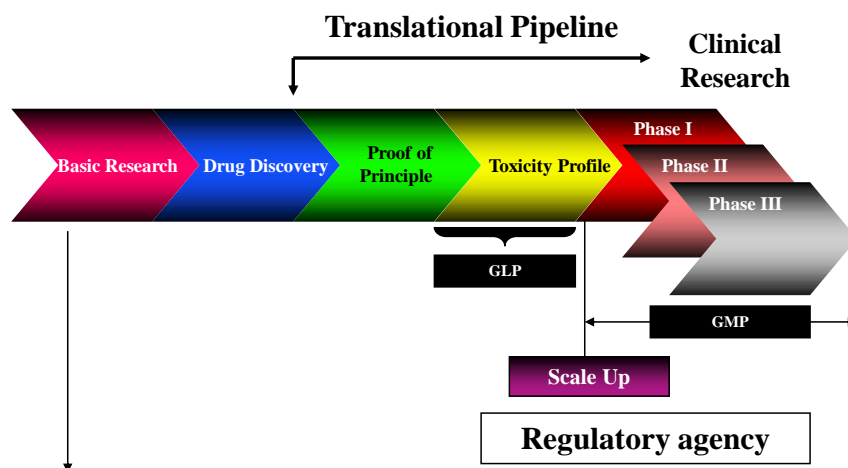 Translational Pipeline
Clinical
Research
Basic Research
Drug Discovery
Proof of
Principle
Toxicity Profile
Phase I
Phase II
Phase III
GLP
GMP
Scale Up
Regulatory agency